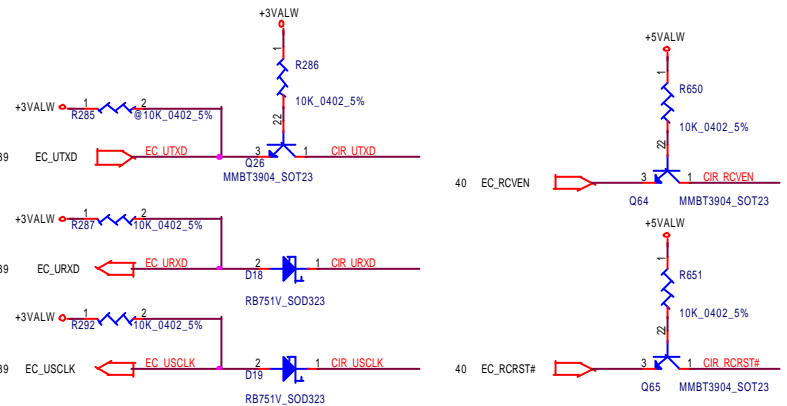 +3VALW
1
R286
10K_0402_5%
22
+3VALW
1
2
R285
@10K_0402_5%
39
EC_UTXD
EC_UTXD
3
1
CIR_UTXD
Q26
MMBT3904_SOT23
+3VALW
1
2
R287
10K_0402_5%
39
EC_URXD
EC_URXD
2
1
CIR_URXD
D18
RB751V_SOD323
+3VALW
1
2
R292
10K_0402_5%
39
EC_USCLK
EC_USCLK
2
1
CIR_USCLK
D19
RB751V_SOD323
+5VALW
1
R650
10K_0402_5%
22
40
EC_RCVEN
3
1
CIR_RCVEN
Q64
MMBT3904_SOT23
+5VALW
1
R651
10K_0402_5%
22
40
EC_RCRST#
3
1
CIR_RCRST#
Q65
MMBT3904_SOT23